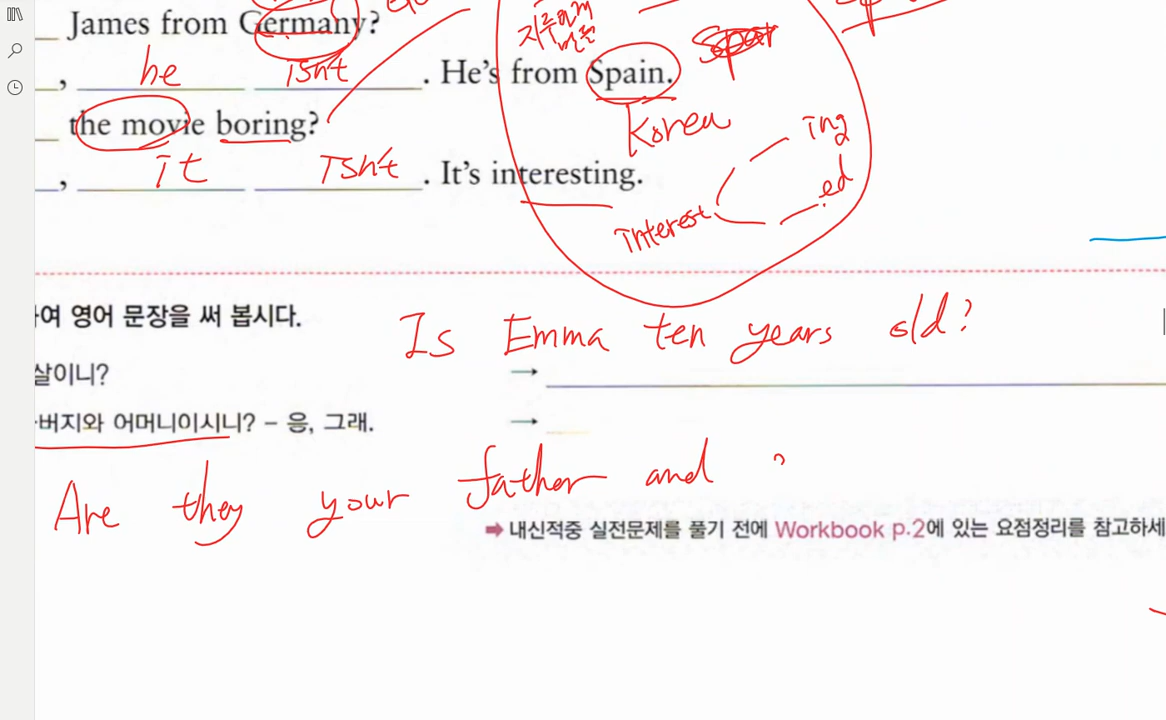 James from Germany?
, he isn't . He's from Spain.
Korea
the movie boring?
ing
, it isn't . It's interesting.
ed
interest
여 영어 문장을 써 봅시다.
Is Emma ten years old?
살이니? →
버지와 어머니이시니? – 응, 그래. →
Are they your father and
➡ 내신적중 실전문제를 풀기 전에 Workbook p.2에 있는 요점정리를 참고하세